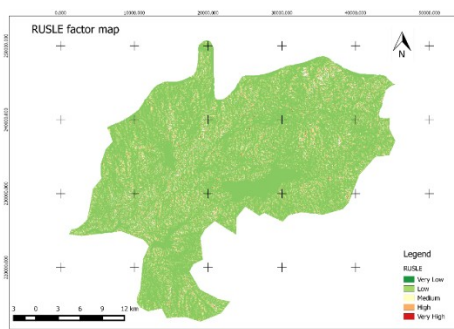 0.000 10000.000 20000.000 30000.000 40000.000 50000.000
RUSLE factor map
N
Legend
RUSLE
Very Low
Low
Medium
High
Very High
3 0 3 6 9 12 km